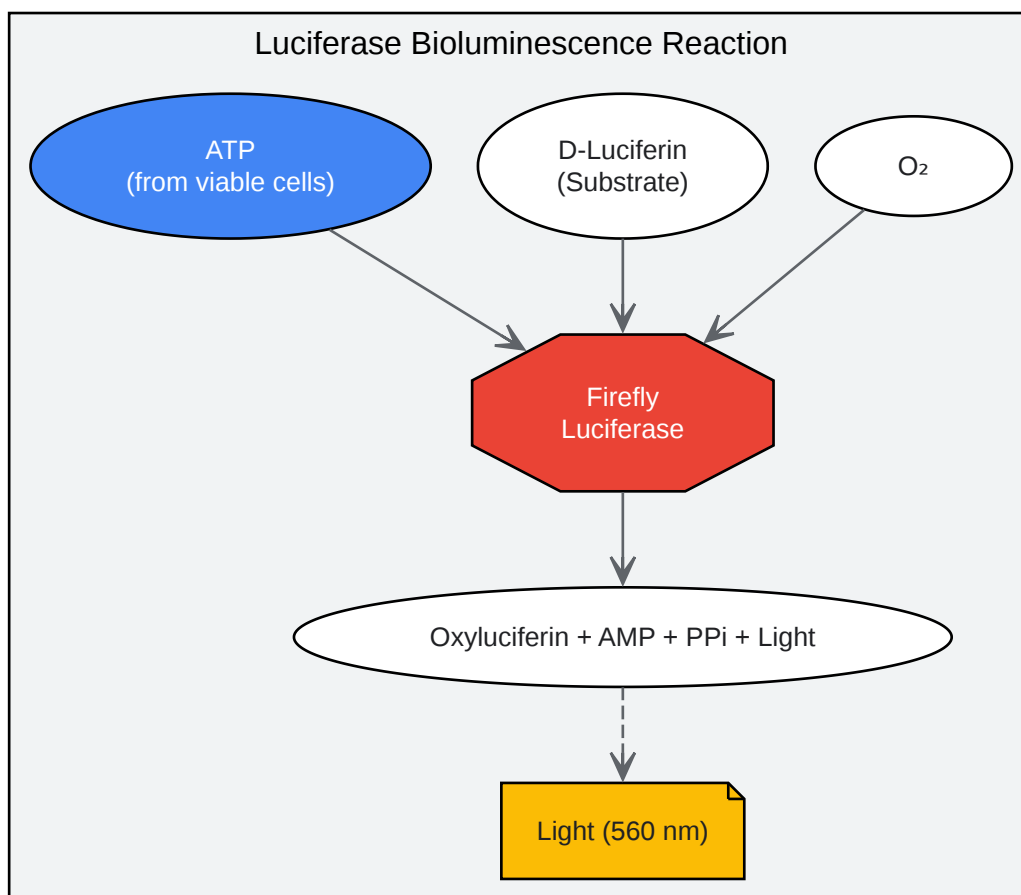 Luciferase Bioluminescence Reaction
ATP
(from viable cells)
D-Luciferin
(Substrate)
O₂
Firefly
Luciferase
Oxyluciferin + AMP + PPi + Light
Light (560 nm)